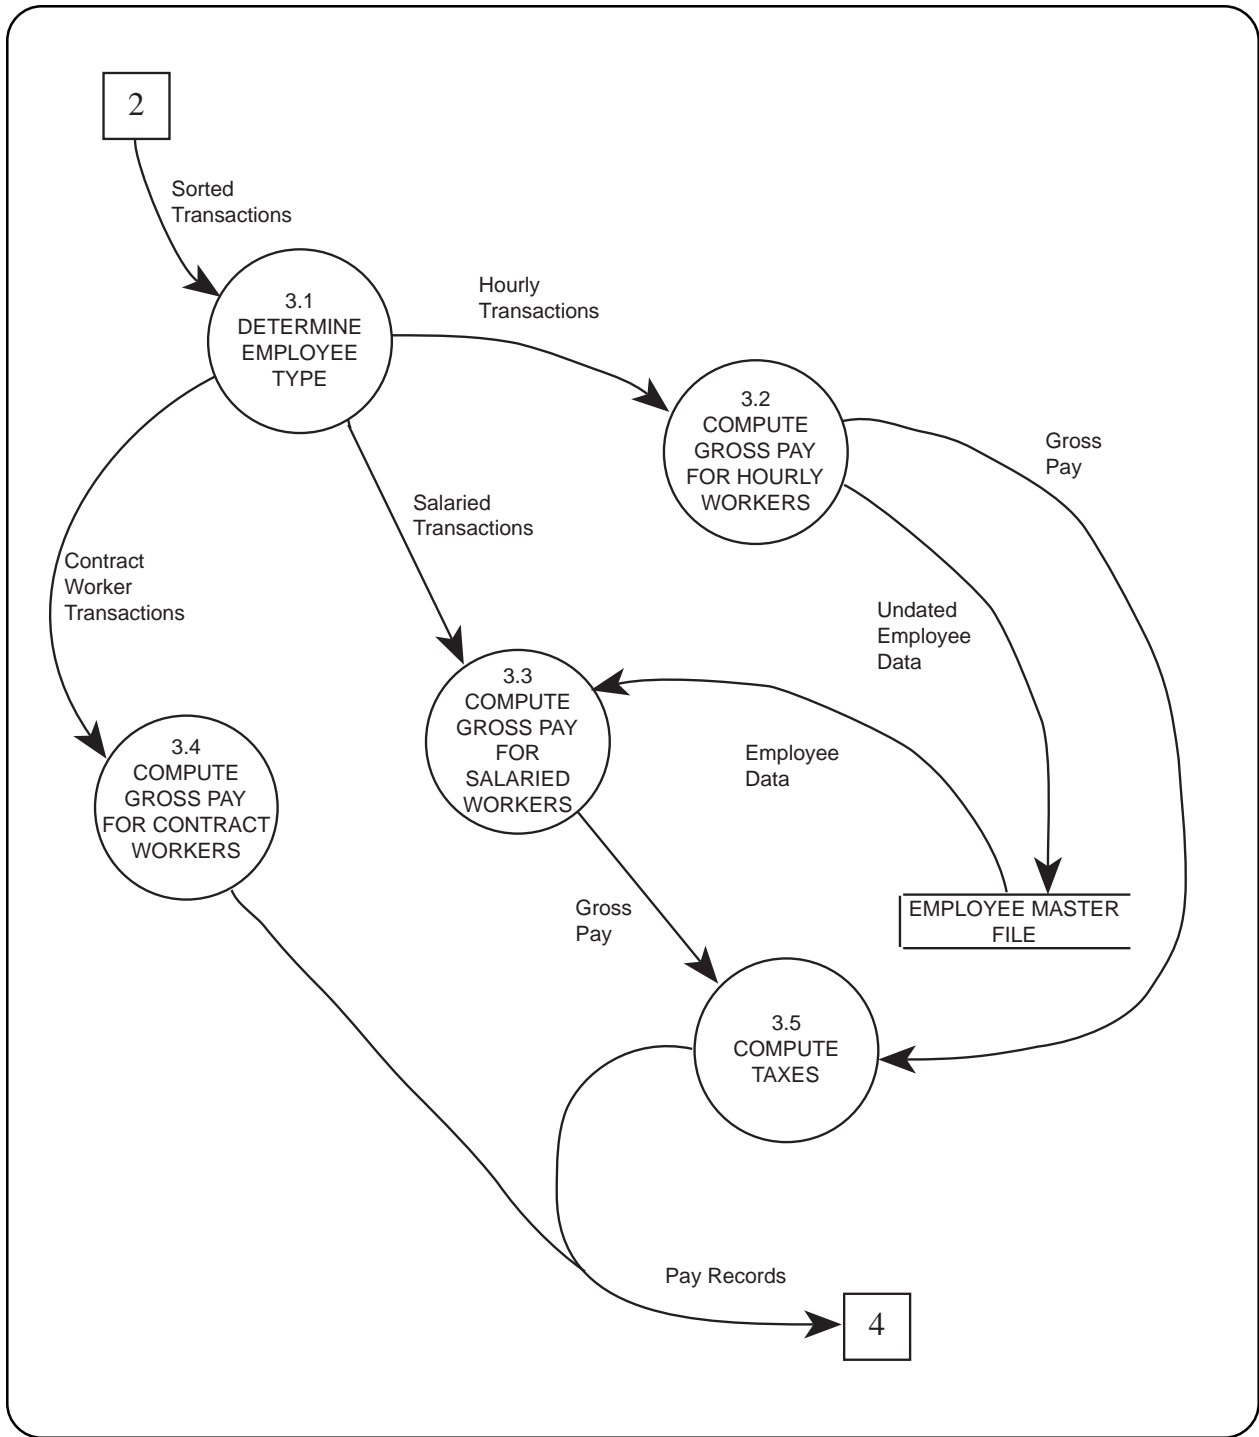 2
Sorted
Transactions
3.1
DETERMINE
EMPLOYEE
TYPE
Hourly
Transactions
3.2
COMPUTE
GROSS PAY
FOR HOURLY
WORKERS
Gross
Pay
Salaried
Transactions
Contract
Worker
Transactions
Undated
Employee
Data
3.3
COMPUTE
GROSS PAY
FOR
SALARIED
WORKERS
Employee
Data
3.4
COMPUTE
GROSS PAY
FOR CONTRACT
WORKERS
Gross
Pay
EMPLOYEE MASTER
FILE
3.5
COMPUTE
TAXES
Pay Records
4